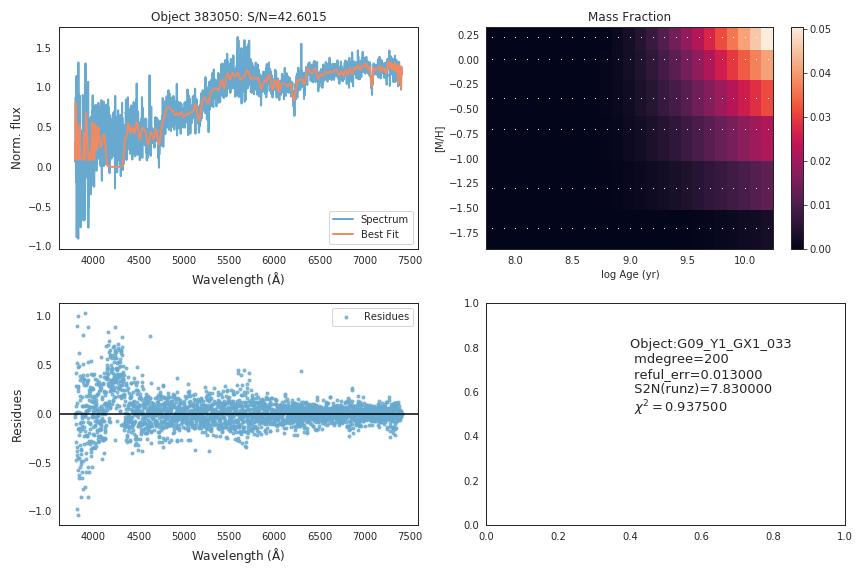 Object 383050: S/N=42.6015
Norm. flux
1.5
1.0
0.5
0.0
−0.5
−1.0
Spectrum
Best Fit
4000 4500 5000 5500 6000 6500 7000 7500
Wavelength (Å)
Mass Fraction
[M/H]
0.25
0.00
−0.25
−0.50
−0.75
−1.00
−1.25
−1.50
−1.75
8.0 8.5 9.0 9.5 10.0
log Age (yr)
0.05
0.04
0.03
0.02
0.01
0.00
Residues
1.0
0.5
0.0
−0.5
−1.0
Residues
4000 4500 5000 5500 6000 6500 7000 7500
Wavelength (Å)
1.0
0.8
0.6
0.4
0.2
0.0
Object:G09_Y1_GX1_033
mdegree=200
reful_err=0.013000
S2N(runz)=7.830000
χ² = 0.937500
0.0 0.2 0.4 0.6 0.8 1.0